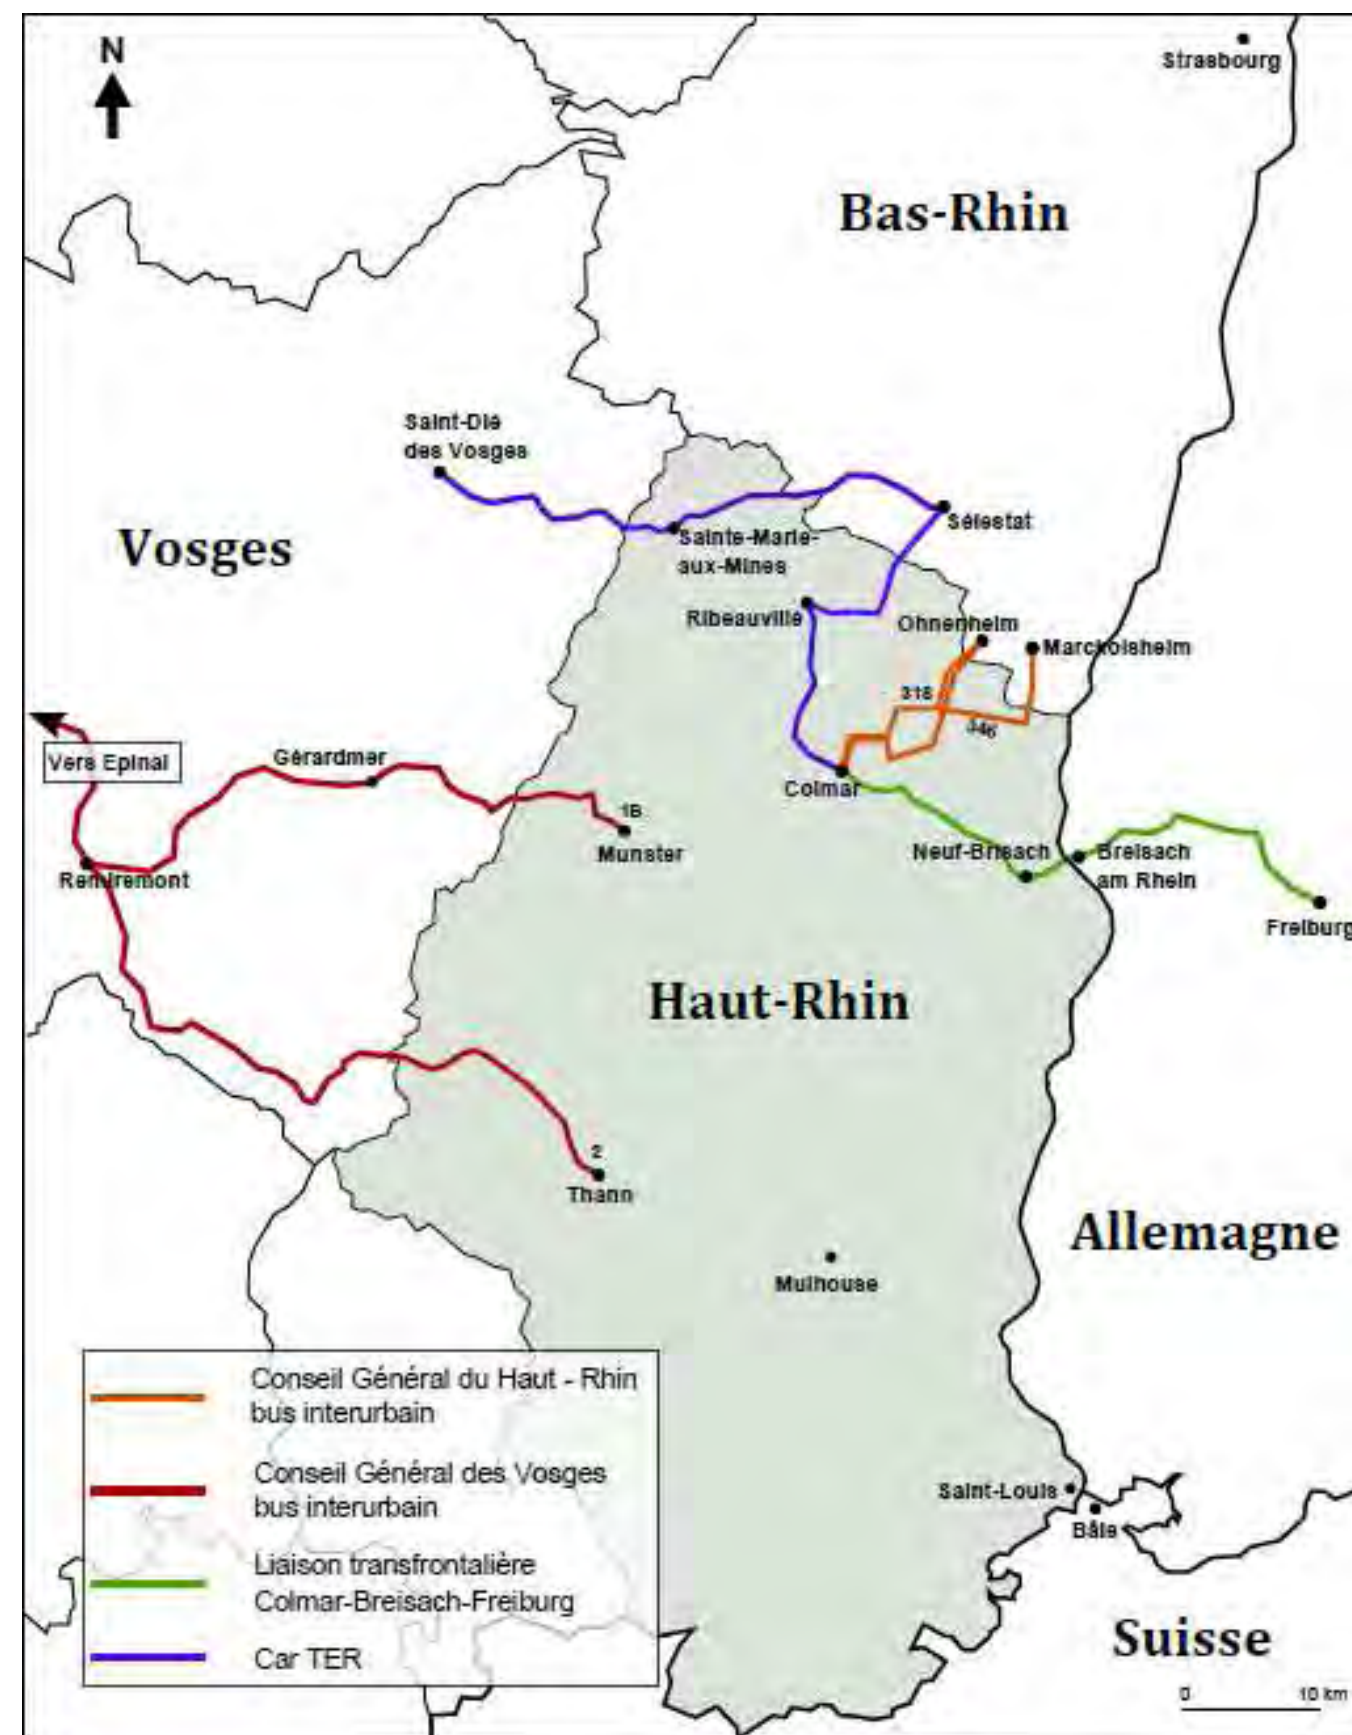 N
Strasbourg
Bas-Rhin
Saint-Dié
des Vosges
Vosges
Sélestat
Sainte-Marie-
aux-Mines
Ribeauville
Ohnenheim
Marckolsheim
318
346
Vers Epinal
Gérardmer
Colmar
1B
Munster
Neuf-Brisach
Breisach
am Rhein
Remiremont
Freiburg
Haut-Rhin
2
Thann
Allemagne
Mulhouse
Conseil Général du Haut - Rhin
bus interurbain
Conseil Général des Vosges
bus interurbain
Liaison transfrontalière
Colmar-Breisach-Freiburg
Car TER
Saint-Louis
Bâle
Suisse
0 10 km